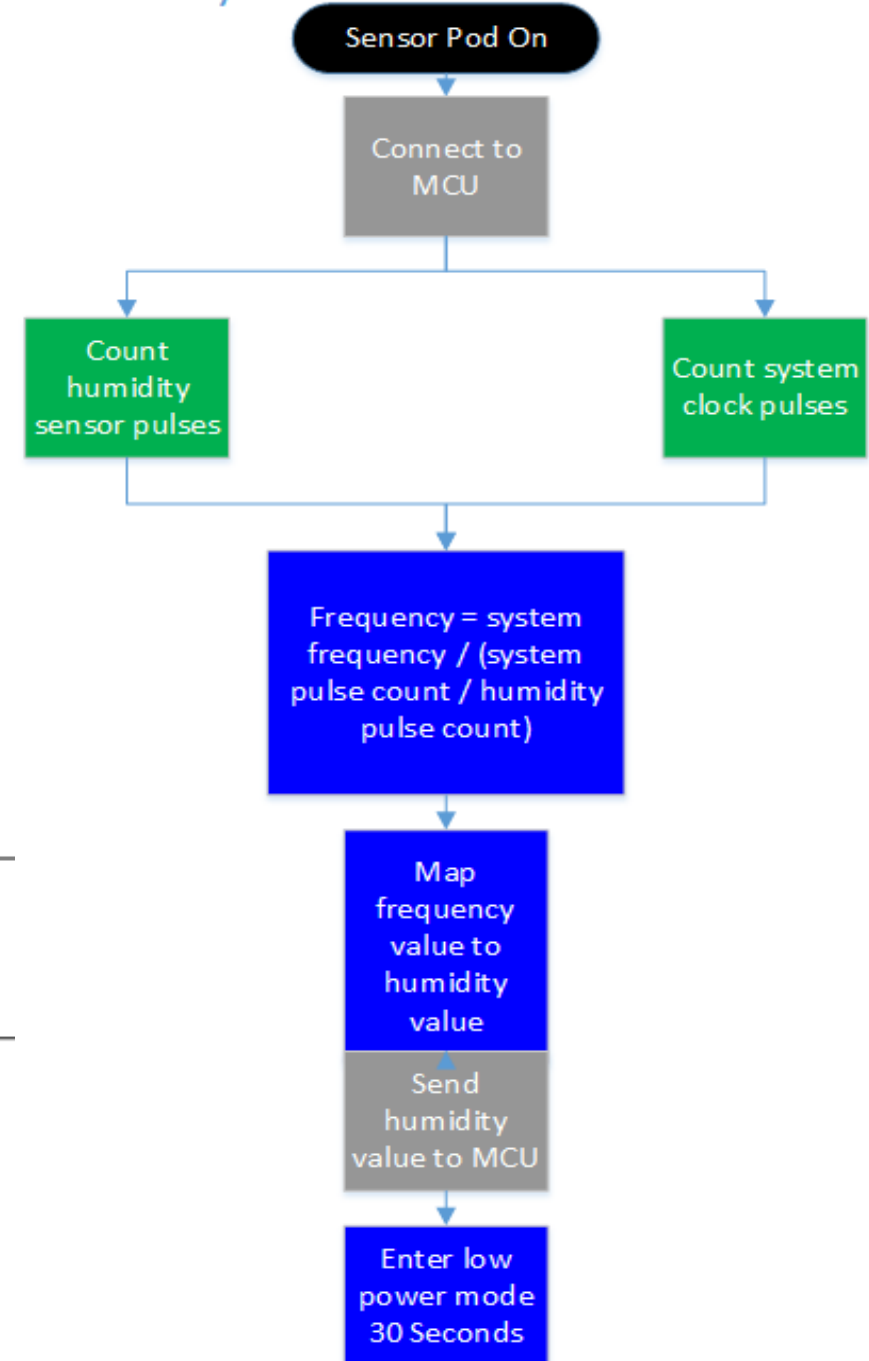 Sensor Pod On
Connect to
MCU
Count
humidity
sensor pulses
Count system
clock pulses
Frequency = system
frequency / (system
pulse count / humidity
pulse count)
Map
frequency
value to
humidity
value
Send
humidity
value to MCU
Enter low
power mode
30 Seconds